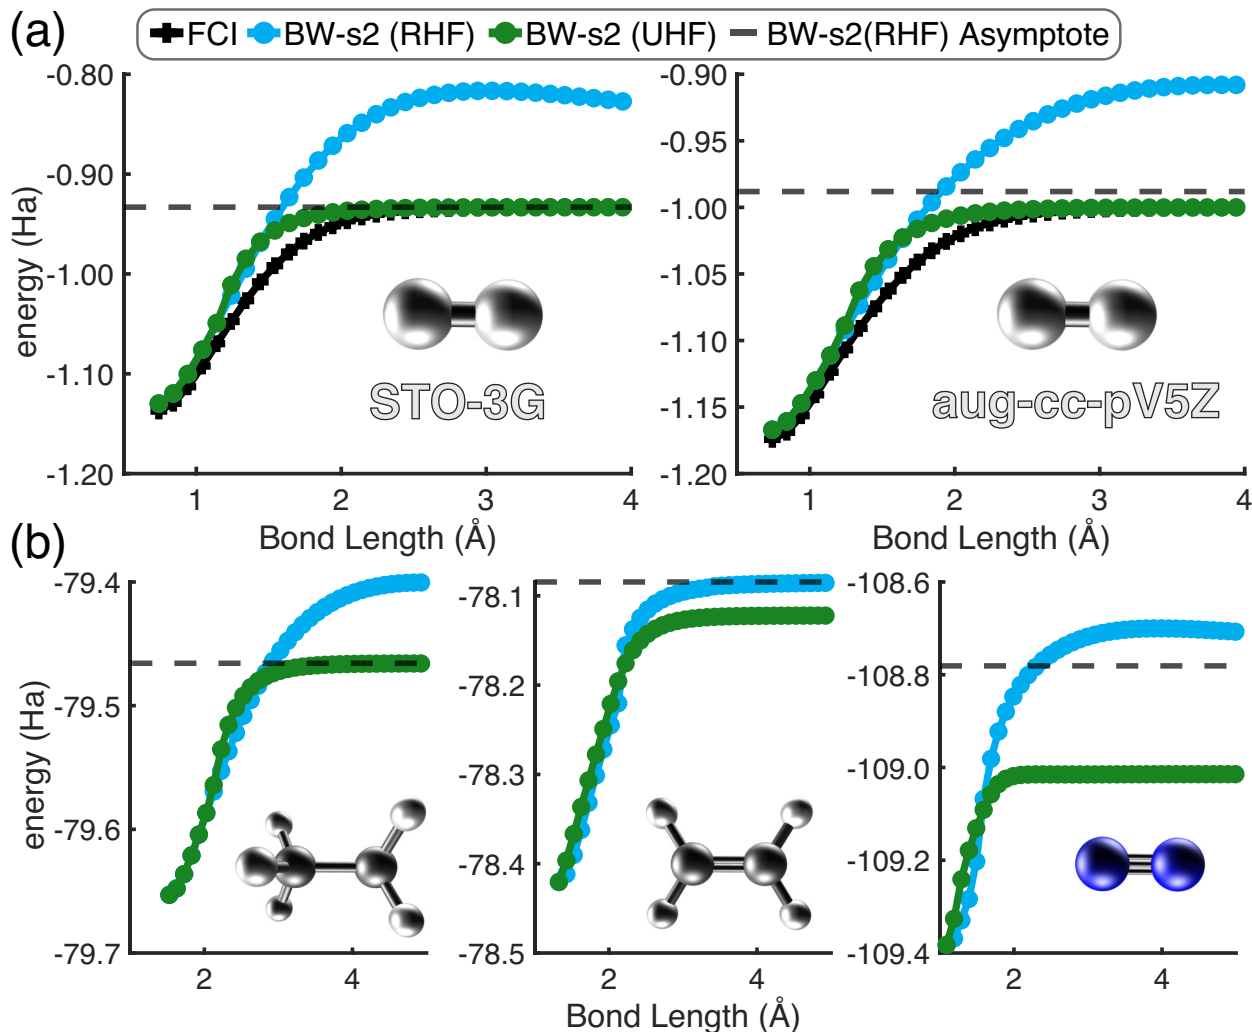 (a)
FCI BW-s2 (RHF) BW-s2 (UHF) BW-s2(RHF) Asymptote
-0.80
-0.90
-1.00
-1.10
-1.20
energy (Ha)
1 2 3 4
Bond Length (Å)
STO-3G
-0.90
-0.95
-1.00
-1.05
-1.10
-1.15
-1.20
1 2 3 4
Bond Length (Å)
aug-cc-pV5Z
(b)
-79.4
-79.5
-79.6
-79.7
energy (Ha)
2 4
-78.1
-78.2
-78.3
-78.4
-78.5
2 4
Bond Length (Å)
-108.6
-108.8
-109.0
-109.2
-109.4
2 4